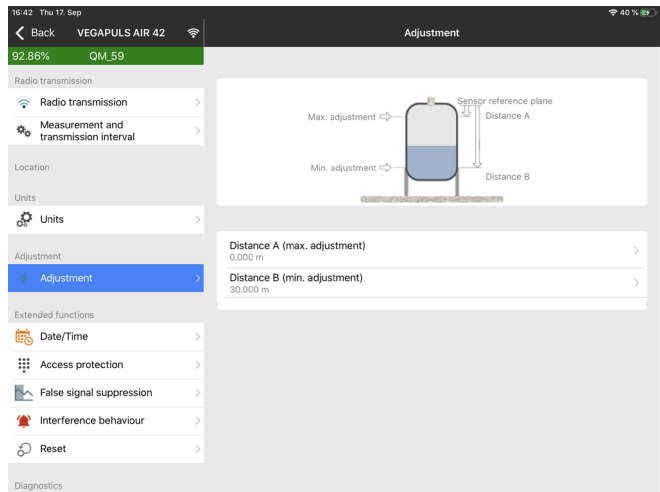 16:42 Thu 17. Sep
40 %
Back
VEGAPULS AIR 42
Adjustment
92.86% QM_59
Radio transmission
Radio transmission
Measurement and
transmission interval
Location
Units
Units
Adjustment
Adjustment
Extended functions
Date/Time
Access protection
False signal suppression
Interference behaviour
Reset
Diagnostics
Sensor reference plane
Max. adjustment
Distance A
Min. adjustment
Distance B
Distance A (max. adjustment)
0.000 m
Distance B (min. adjustment)
30.000 m